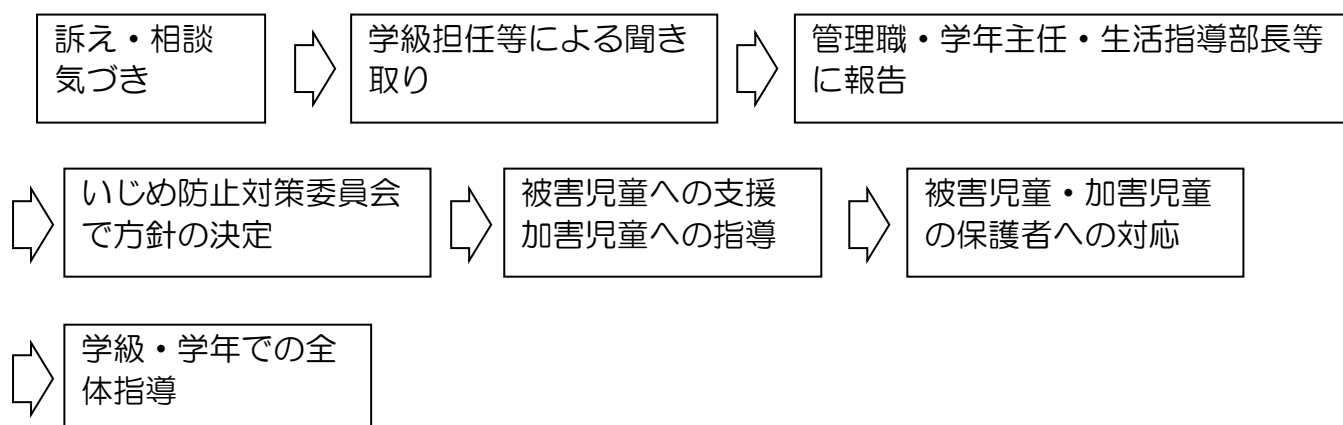 訴え・相談
気づき
学級担任等による聞き
取り
管理職・学年主任・生活指導部長等
に報告
いじめ防止対策委員会
で方針の決定
被害児童への支援
加害児童への指導
被害児童・加害児童
の保護者への対応
学級・学年での全
体指導